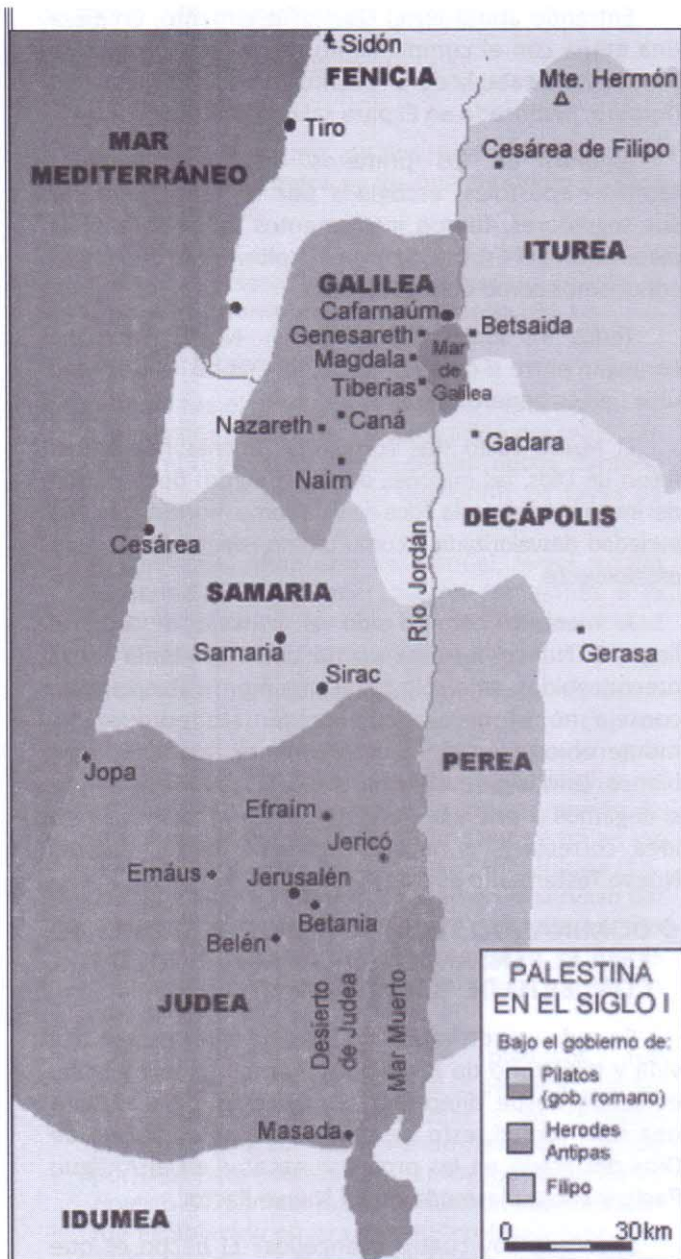 Sidón
FENICIA
Mte. Hermón
Tiro
MAR
MEDITERRÁNEO
Cesárea de Filipo
ITUREA
GALILEA
Cafarnaúm
Genesareth
Betsaida
Magdala
Mar
de
Galilea
Tiberias
Caná
Nazareth
Gadara
Naim
DECÁPOLIS
Cesárea
Río Jordán
SAMARIA
Samaria
Gerasa
Sirac
PEREA
Jopa
Efraím
Jericó
Emáus
Jerusalén
Betania
Belén
JUDEA
Desierto
de Judea
Mar Muerto
Masada
IDUMEA
PALESTINA
EN EL SIGLO I
Bajo el gobierno de:
Pilatos
(gob. romano)
Herodes
Antipas
Filipo
0 30km